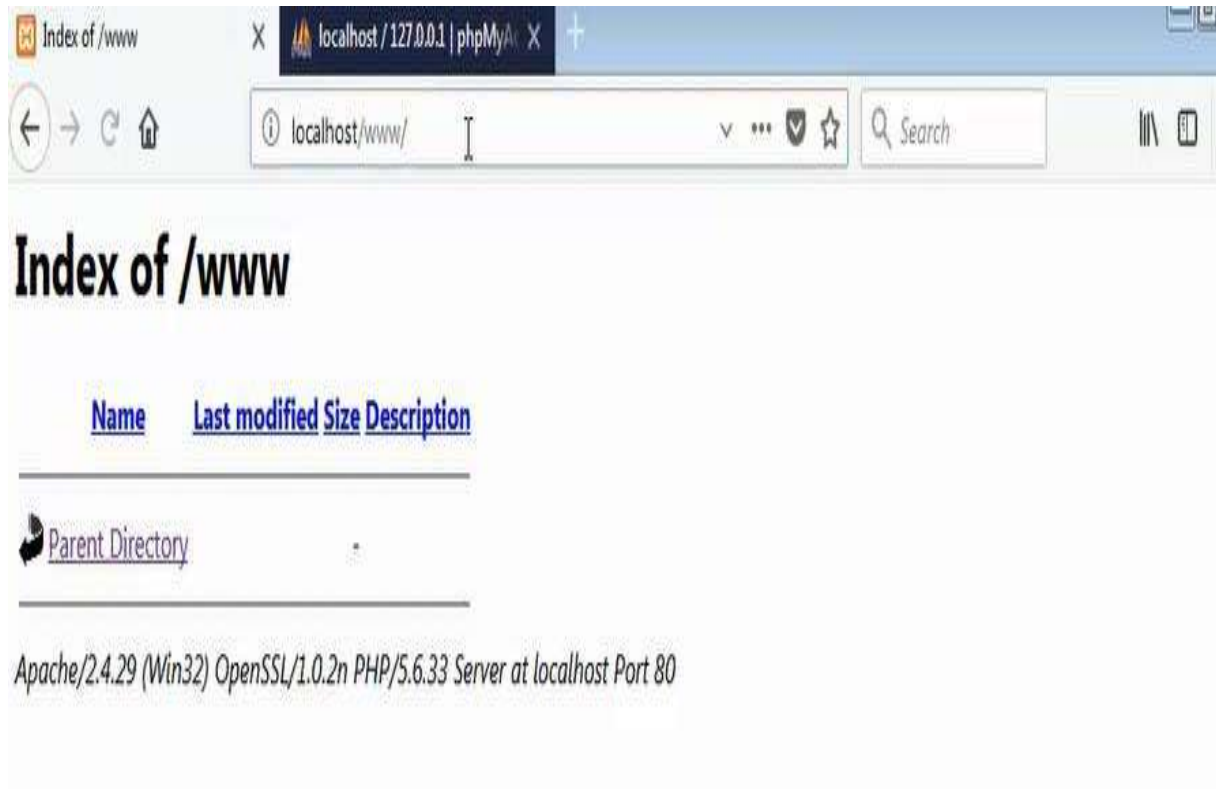 Index of /www
localhost / 127.0.0.1 | phpMyA
localhost/www/
Search
Index of /www
Name Last modified Size Description
Parent Directory -
Apache/2.4.29 (Win32) OpenSSL/1.0.2n PHP/5.6.33 Server at localhost Port 80